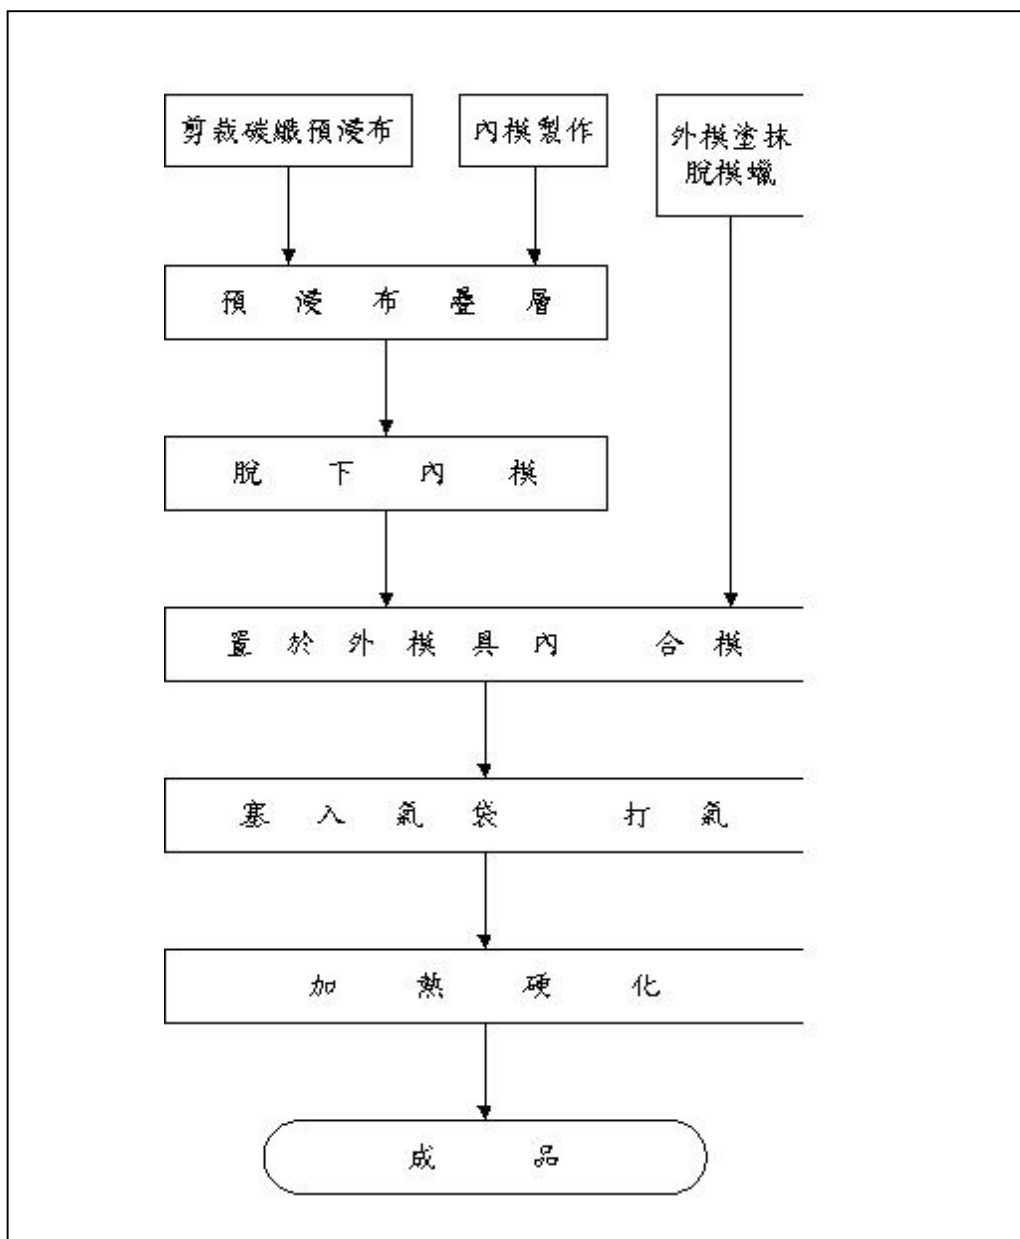 剪裁碳纖預浸布
內模製作
外模塗抹
脫模蠟
預浸布疊層
脫下內模
置於外模具內 合模
塞入氣袋 打氣
加熱硬化
成品